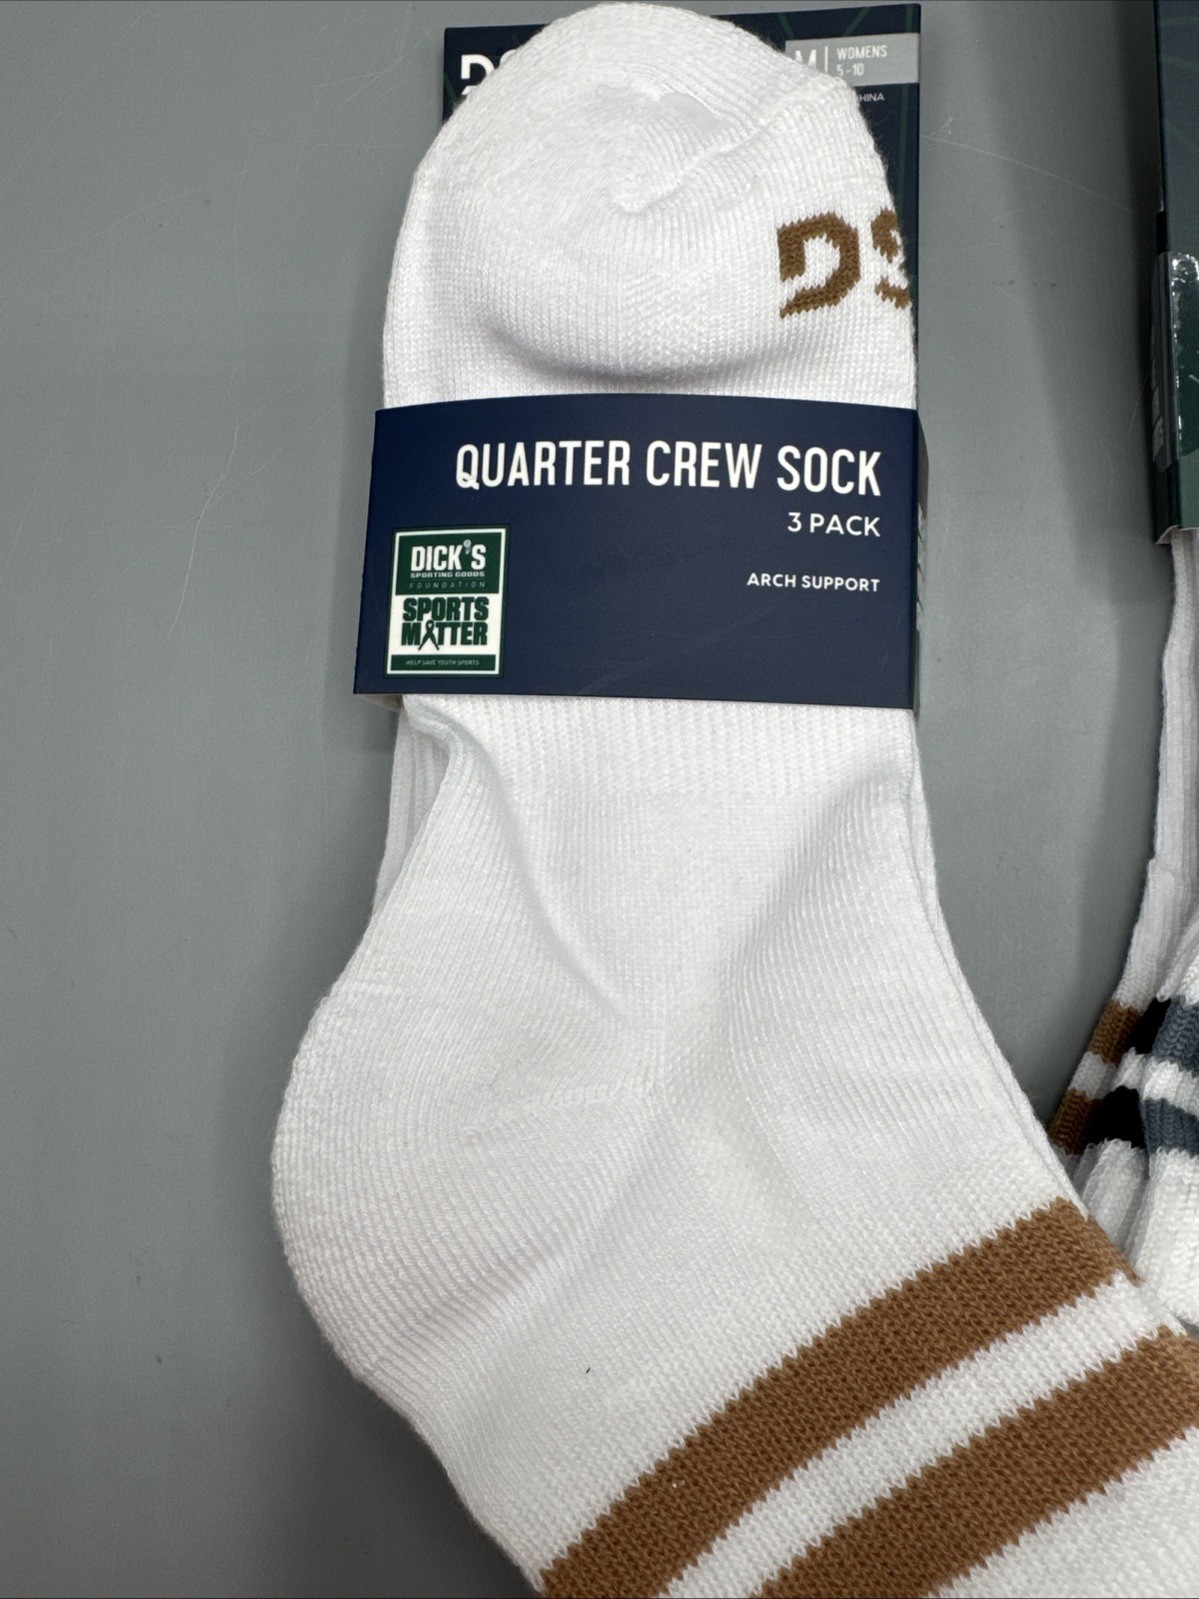 M WOMENS
5-10
DS
QUARTER CREW SOCK
3 PACK
ARCH SUPPORT
DICK'S
SPORTING GOODS
FOUNDATION
SPORTS
MATTER
HELP SAVE YOUTH SPORTS